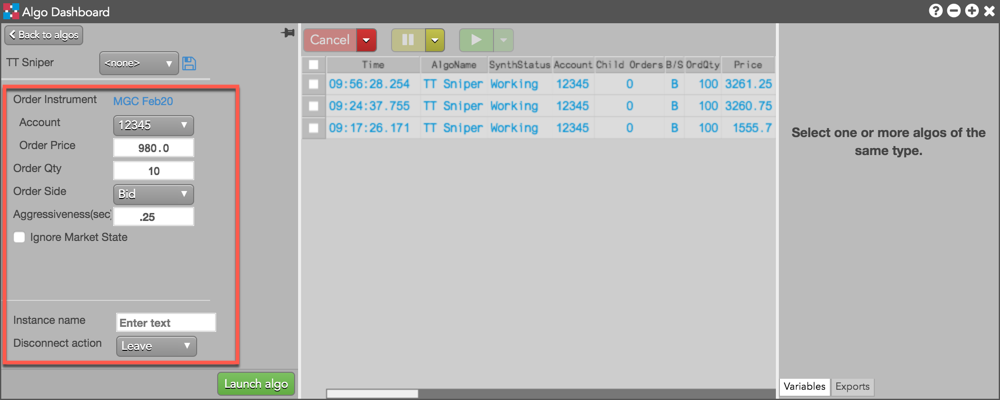 Algo Dashboard
Back to algos
TT Sniper <none>
Order Instrument MGC Feb20
Account 12345
Order Price 980.0
Order Qty 10
Order Side Bid
Aggressiveness(sec) .25
Ignore Market State
Instance name Enter text
Disconnect action Leave
Launch algo
Cancel
Time AlgoName SynthStatus Account Child Orders B/S OrdQty Price
09:56:28.254 TT Sniper Working 12345 0 B 100 3261.25
09:24:37.755 TT Sniper Working 12345 0 B 100 3260.75
09:17:26.171 TT Sniper Working 12345 0 B 100 1555.7
Select one or more algos of the
same type.
Variables Exports